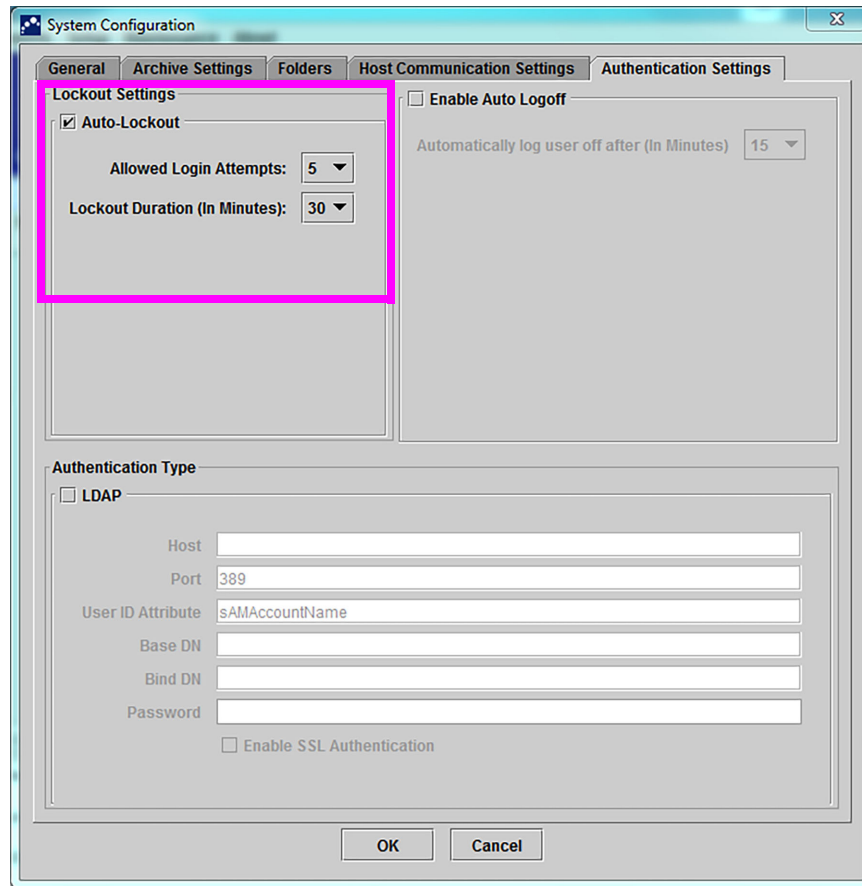 System Configuration
General Archive Settings Folders Host Communication Settings Authentication Settings
Lockout Settings
Auto-Lockout
Allowed Login Attempts: 5
Lockout Duration (In Minutes): 30
Enable Auto Logoff
Automatically log user off after (In Minutes) 15
Authentication Type
LDAP
Host
Port 389
User ID Attribute sAMAccountName
Base DN
Bind DN
Password
Enable SSL Authentication
OK Cancel